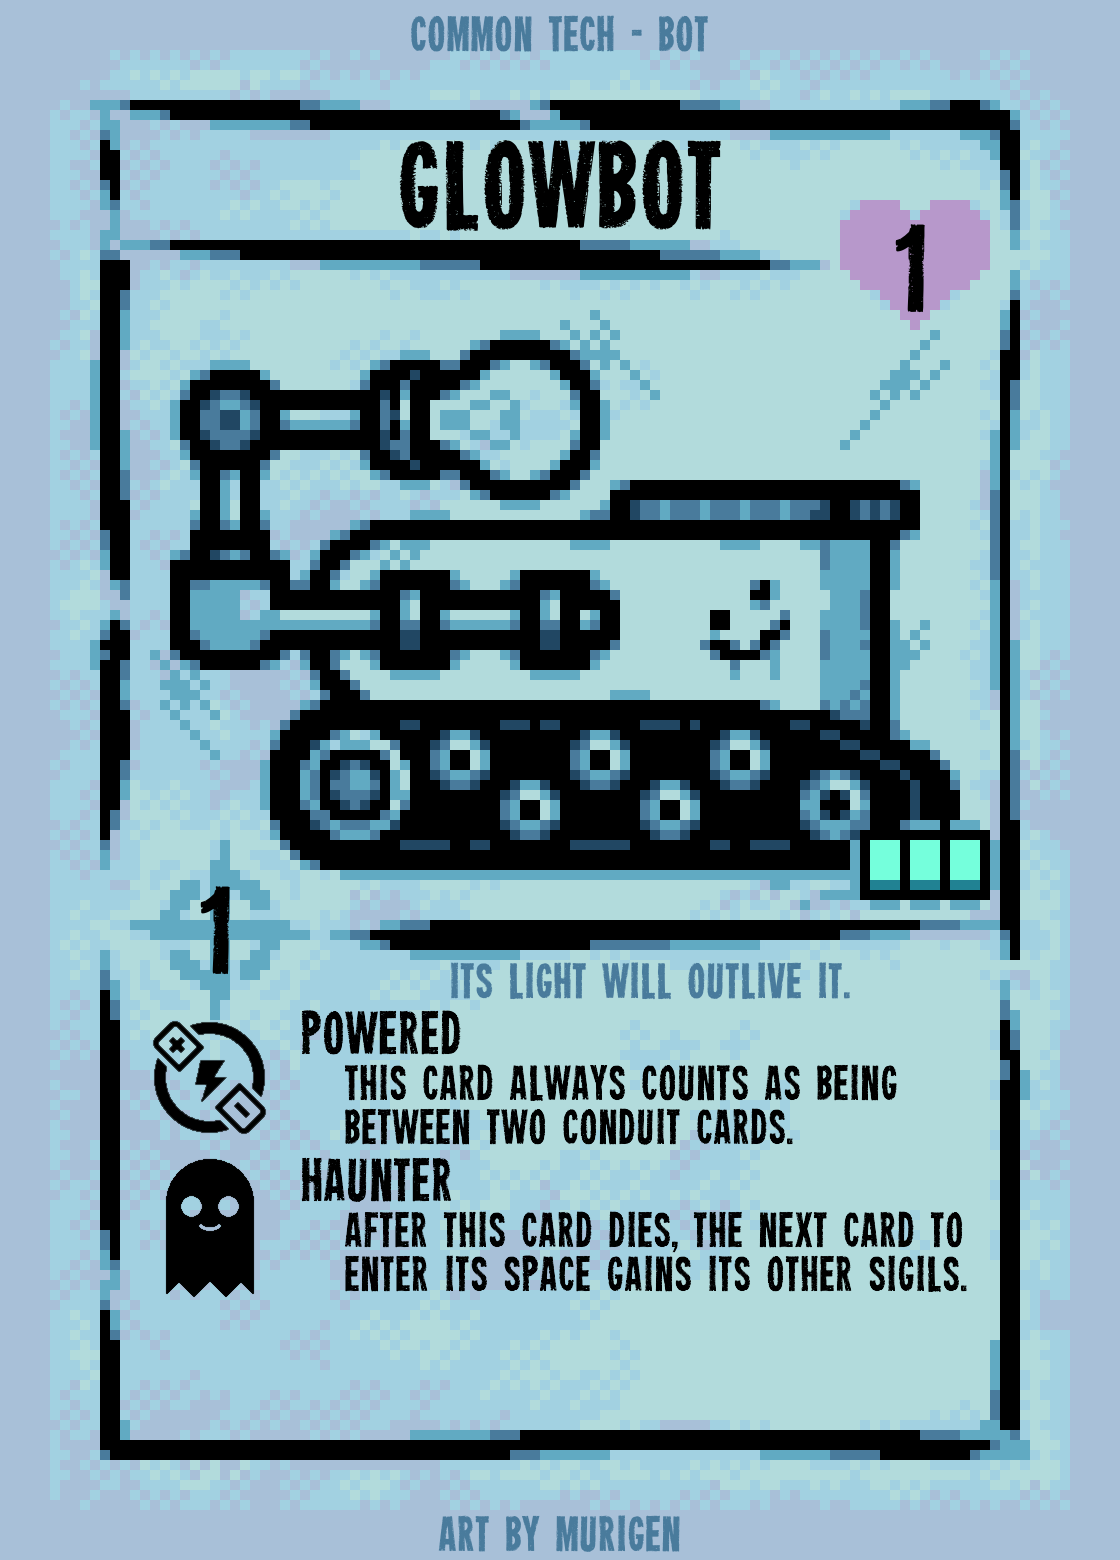 COMMON TECH - BOT
GLOWBOT
1
1
ITS LIGHT WILL OUTLIVE IT.
POWERED
THIS CARD ALWAYS COUNTS AS BEING
BETWEEN TWO CONDUIT CARDS.
HAUNTER
AFTER THIS CARD DIES, THE NEXT CARD TO
ENTER ITS SPACE GAINS ITS OTHER SIGILS.
ART BY MURIGEN